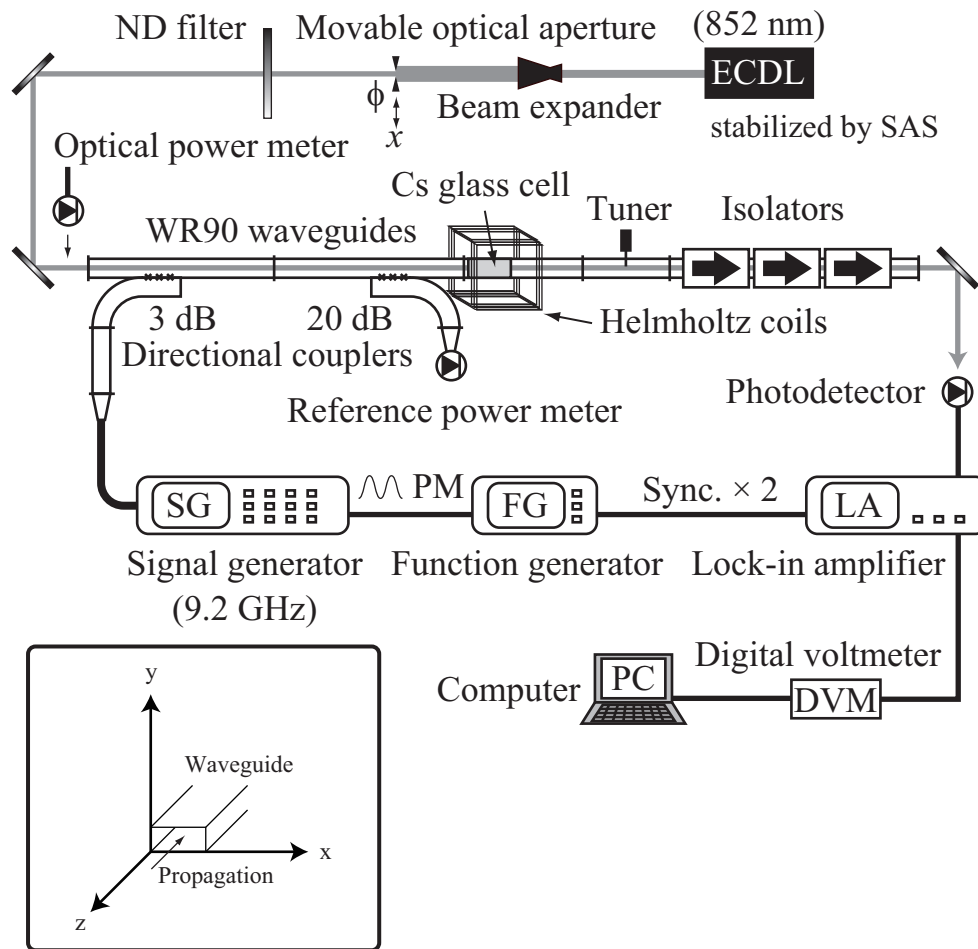 ND filter
Movable optical aperture
(852 nm)
ECDL
ϕ
x
Beam expander
stabilized by SAS
Optical power meter
Cs glass cell
WR90 waveguides
Tuner
Isolators
3 dB
20 dB
Directional couplers
Helmholtz coils
Reference power meter
Photodetector
SG
PM
FG
Sync. × 2
LA
Signal generator
(9.2 GHz)
Function generator
Lock-in amplifier
Digital voltmeter
Computer
PC
DVM
y
Waveguide
x
Propagation
z